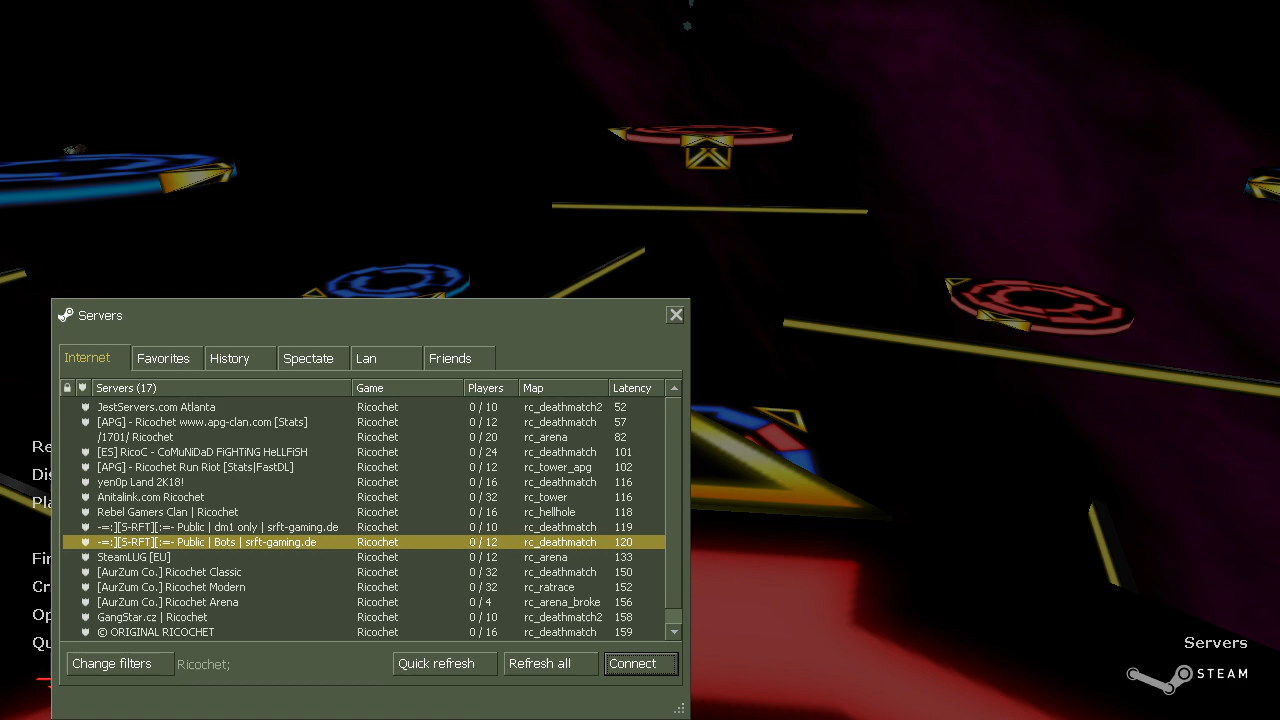 Servers
Internet Favorites History Spectate Lan Friends
Servers (17) Game Players Map Latency
JestServers.com Atlanta Ricochet 0 / 10 rc_deathmatch2 52
[APG] - Ricochet www.apg-clan.com [Stats] Ricochet 0 / 12 rc_deathmatch 57
/1701/ Ricochet Ricochet 0 / 20 rc_arena 82
[ES] RicoC - CoMuNiDaD FiGHTiNG HeLLFiSH Ricochet 0 / 24 rc_deathmatch 101
[APG] - Ricochet Run Riot [Stats|FastDL] Ricochet 0 / 12 rc_tower_apg 102
yen0p Land 2K18! Ricochet 0 / 16 rc_deathmatch 116
Anitalink.com Ricochet Ricochet 0 / 32 rc_tower 116
Rebel Gamers Clan | Ricochet Ricochet 0 / 16 rc_hellhole 118
-=:][S-RFT][:=- Public | dm1 only | srft-gaming.de Ricochet 0 / 10 rc_deathmatch 119
-=:][S-RFT][:=- Public | Bots | srft-gaming.de Ricochet 0 / 12 rc_deathmatch 120
SteamLUG [EU] Ricochet 0 / 12 rc_arena 133
[AurZum Co.] Ricochet Classic Ricochet 0 / 32 rc_deathmatch 150
[AurZum Co.] Ricochet Modern Ricochet 0 / 32 rc_ratrace 152
[AurZum Co.] Ricochet Arena Ricochet 0 / 4 rc_arena_broke 156
GangStar.cz | Ricochet Ricochet 0 / 10 rc_deathmatch2 158
© ORIGINAL RICOCHET Ricochet 0 / 16 rc_deathmatch 159
Change filters Ricochet; Quick refresh Refresh all Connect
Re
Dis
Pla
Fin
Cr
Op
Qu
Servers
STEAM